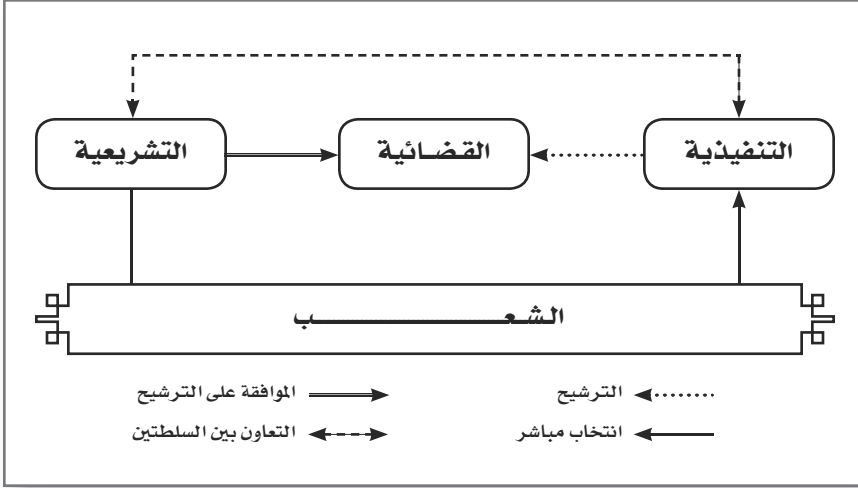 التنفيذية القضائية التشريعية
الشعب
الترشيح الموافقة على الترشيح
انتخاب مباشر التعاون بين السلطتين